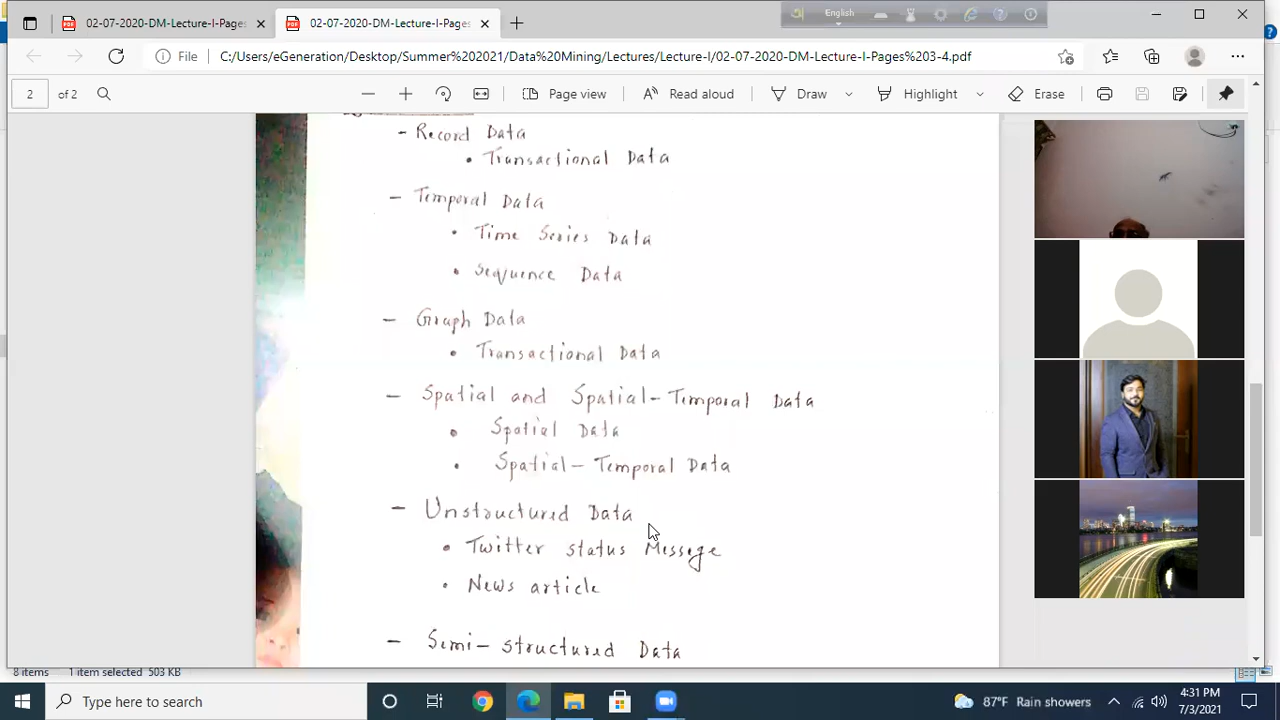 02-07-2020-DM-Lecture-I-Pages
02-07-2020-DM-Lecture-I-Pages
English
File
C:/Users/eGeneration/Desktop/Summer%202021/Data%20Mining/Lectures/Lecture-I/02-07-2020-DM-Lecture-I-Pages%203-4.pdf
2 of 2
Page view
Read aloud
Draw
Highlight
Erase
- Record Data
• Transactional Data
- Temporal Data
• Time Series Data
• Sequence Data
- Graph Data
• Transactional Data
- Spatial and Spatial-Temporal Data
• Spatial Data
• Spatial-Temporal Data
- Unstructured Data
• Twitter status Message
• News article
- Semi-structured Data
8 items 1 item selected 503 KB
Type here to search
87°F Rain showers
4:31 PM
7/3/2021